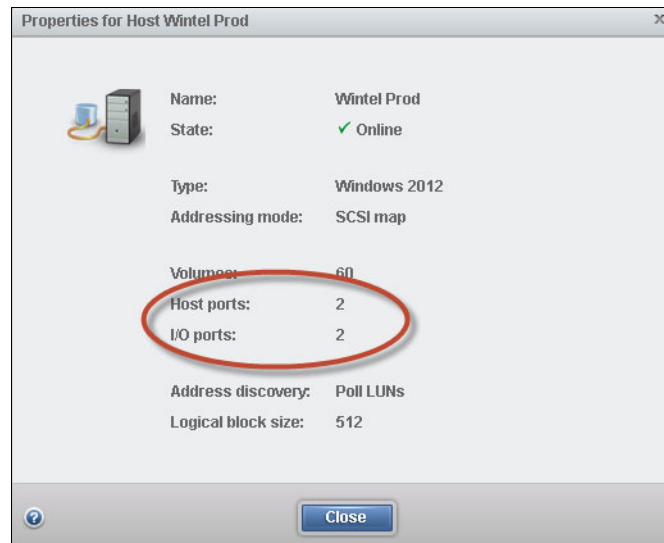 Properties for Host Wintel Prod
x
Name: Wintel Prod
State: ✓ Online
Type: Windows 2012
Addressing mode: SCSI map
Volumes: 60
Host ports: 2
I/O ports: 2
Address discovery: Poll LUNs
Logical block size: 512
?
Close